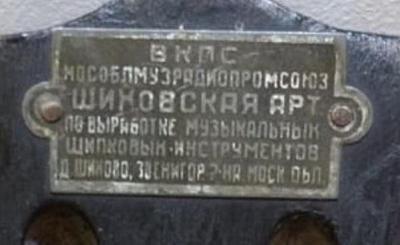 ВКПС
МОСОБЛМУЗРАДИОПРОМСОЮЗ
ШИХОВСКАЯ АРТ
ПО ВЫРАБОТКЕ МУЗЫКАЛЬНЫХ
ЩИПКОВЫХ ИНСТРУМЕНТОВ
Д. ШИХОВО, ЗВЕНИГОР. Р-НА МОСК. ОБЛ.